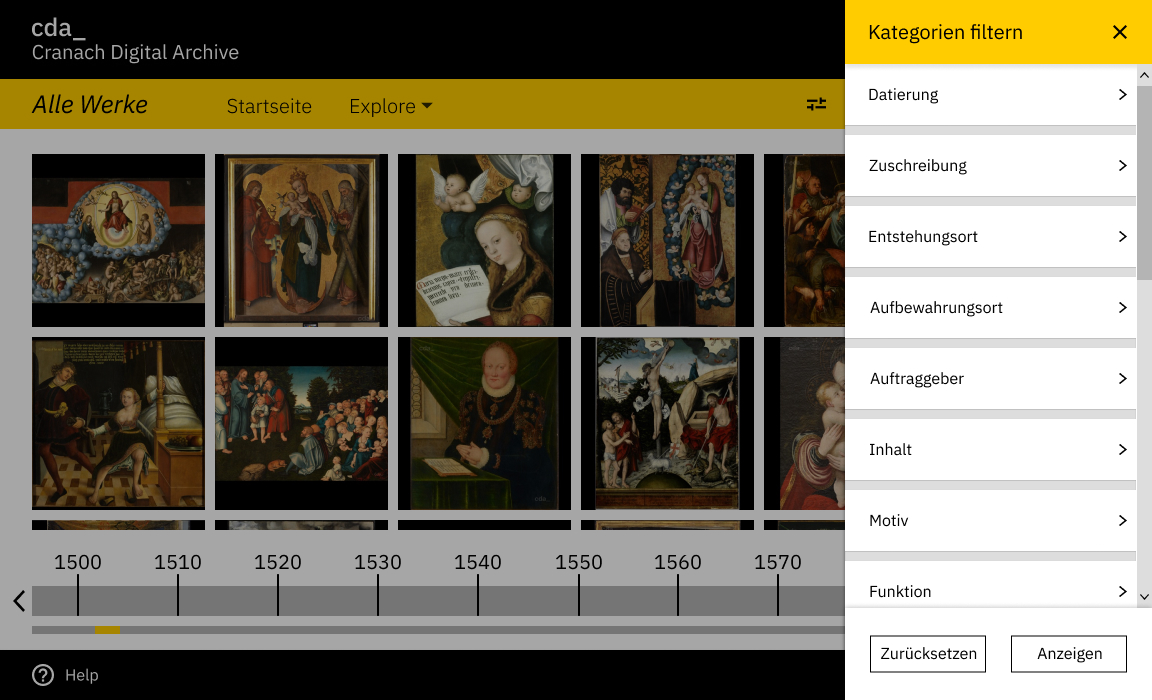 cda_
Cranach Digital Archive
Kategorien filtern
Alle Werke
Startseite
Explore
Datierung
Zuschreibung
Entstehungsort
Aufbewahrungsort
Auftraggeber
Inhalt
Motiv
Funktion
cda_
1500 1510 1520 1530 1540 1550 1560 1570
Zurücksetzen
Anzeigen
? Help